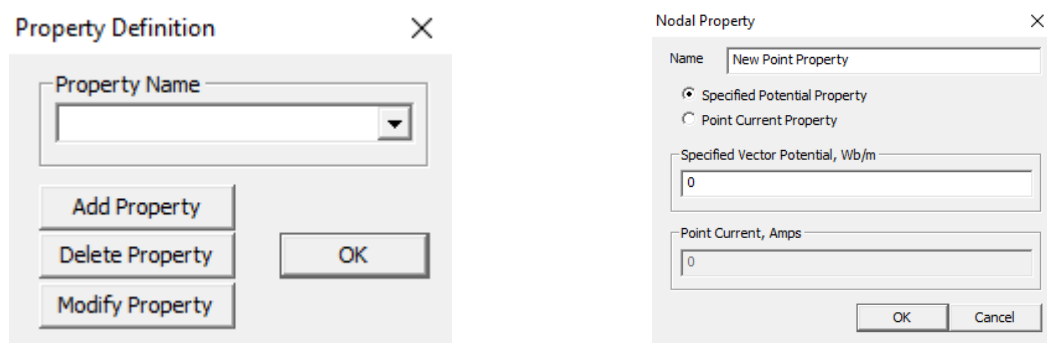 Property Definition
Property Name
Add Property
Delete Property
OK
Modify Property
Nodal Property
Name
New Point Property
Specified Potential Property
Point Current Property
Specified Vector Potential, Wb/m
0
Point Current, Amps
0
OK
Cancel